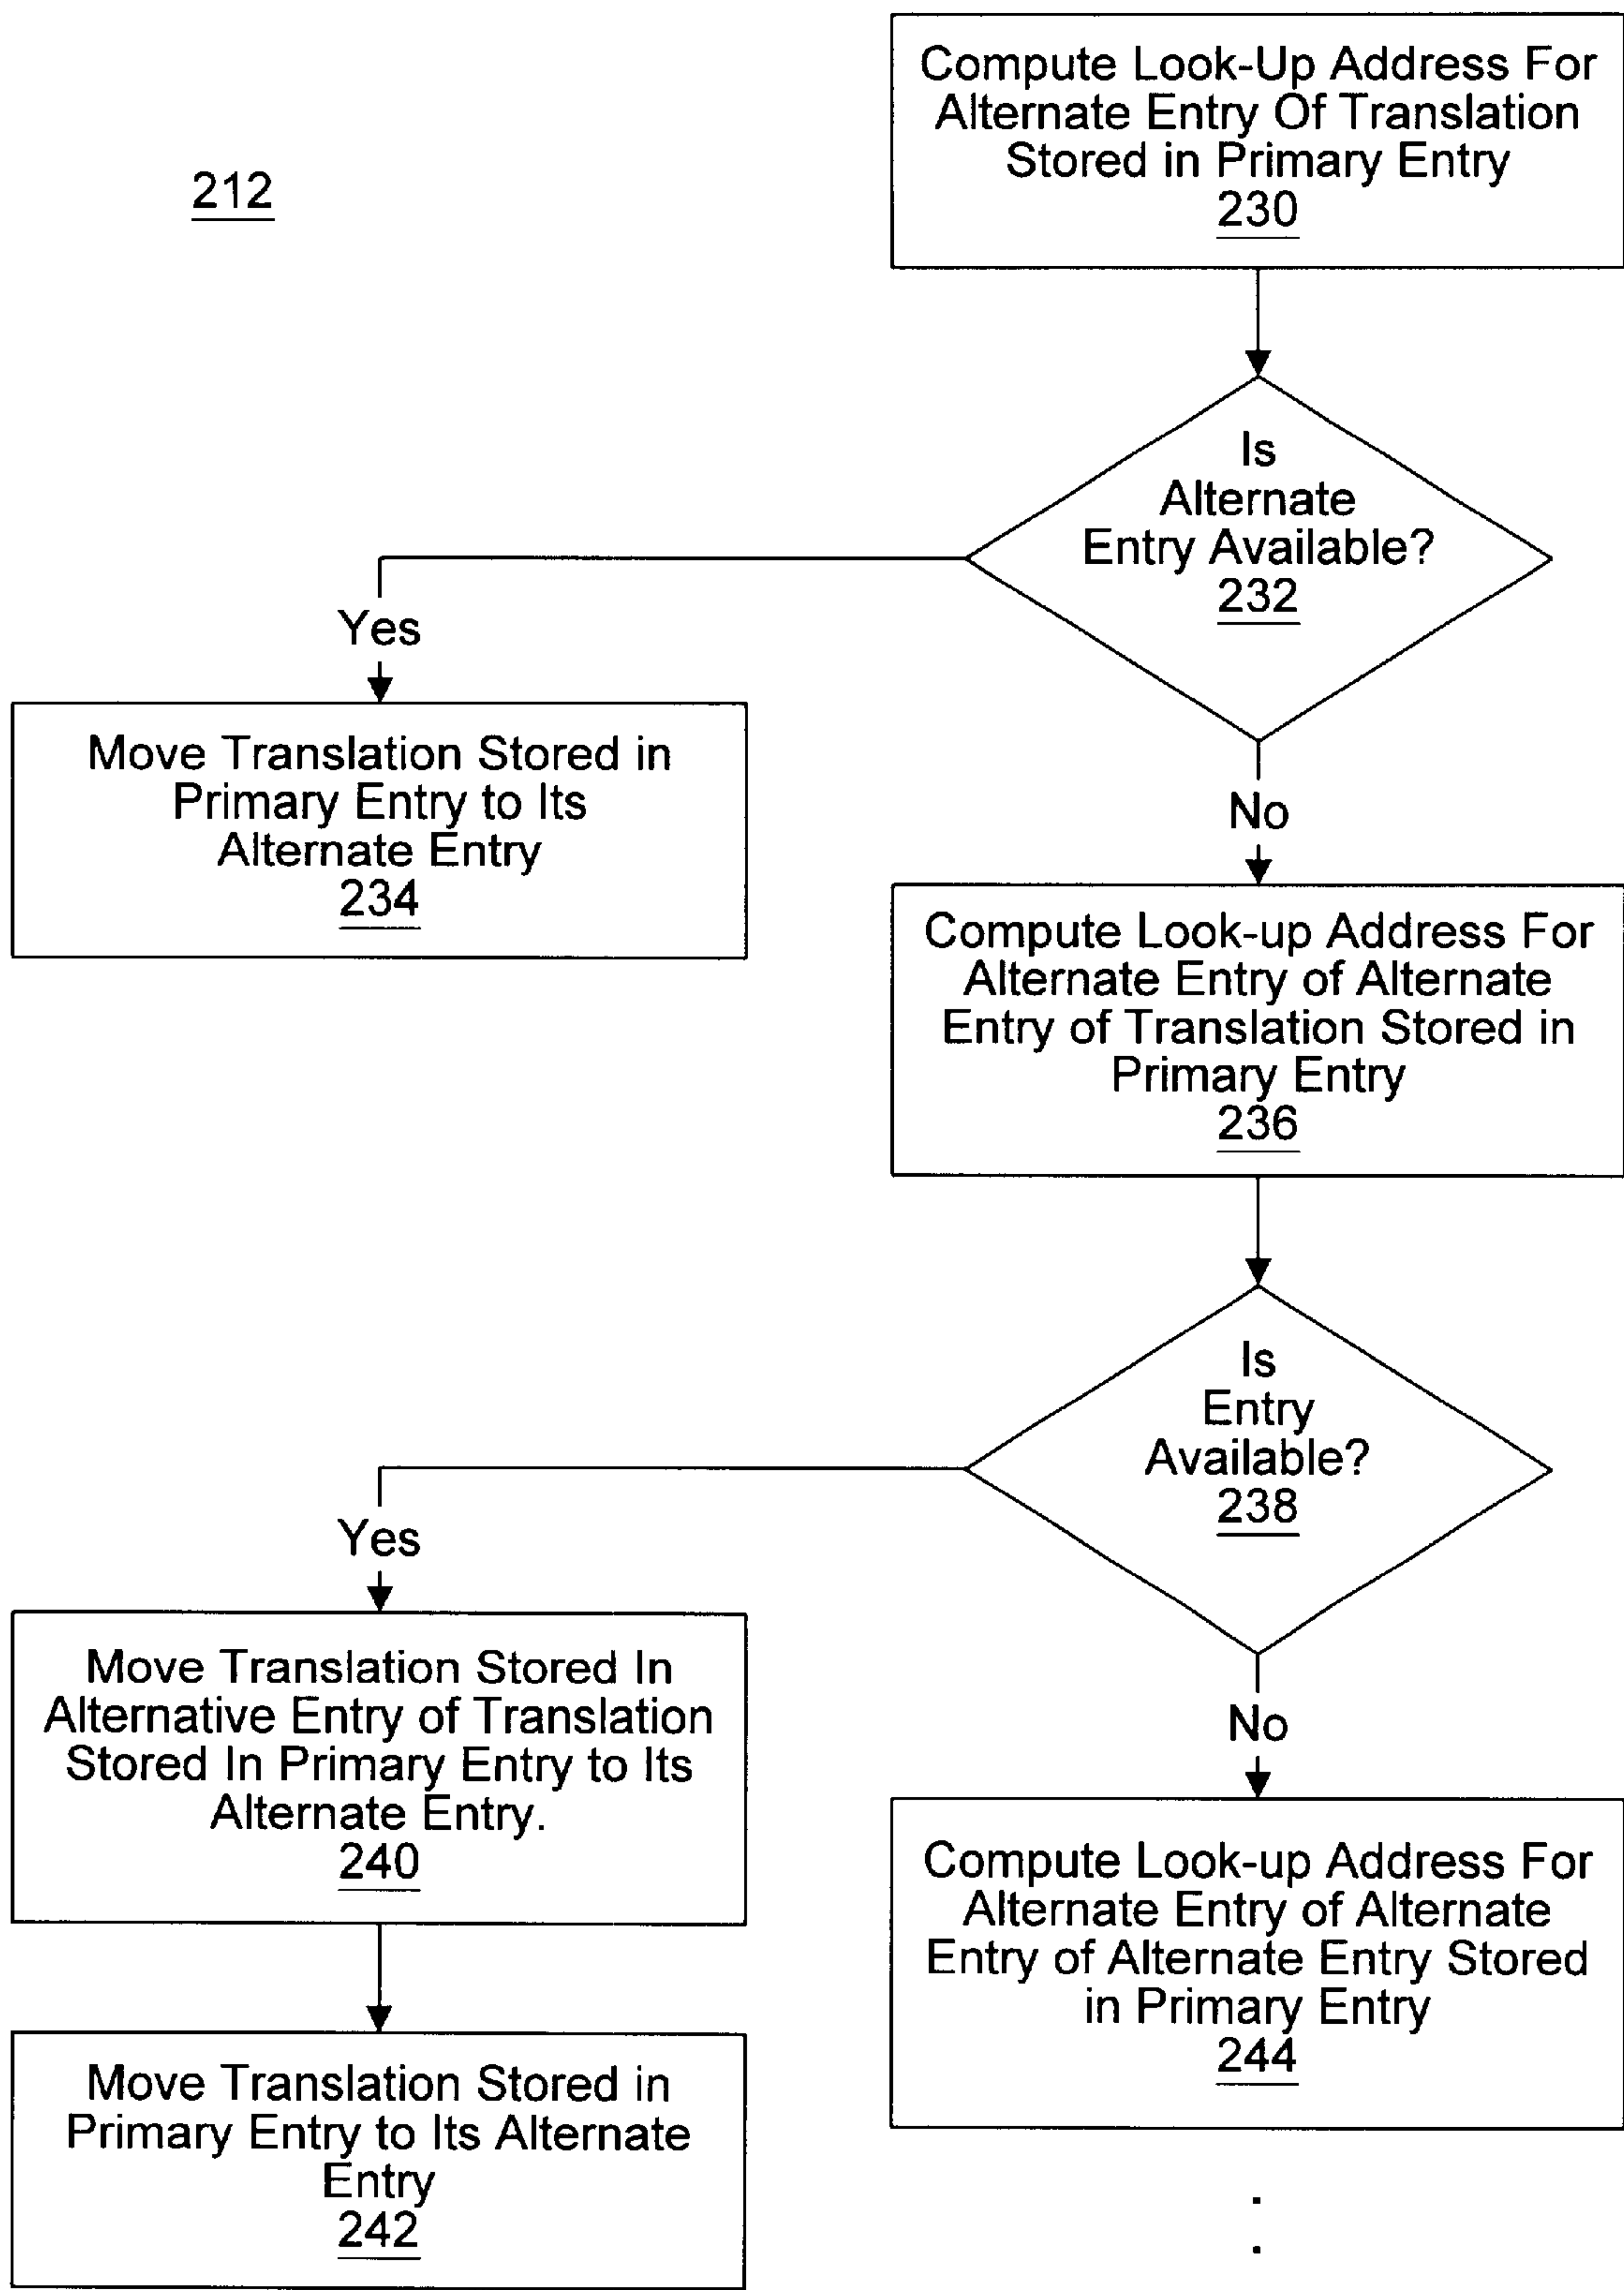 212
Compute Look-Up Address For
Alternate Entry Of Translation
Stored in Primary Entry
230
Is
Alternate
Entry Available?
232
Yes
No
Move Translation Stored in
Primary Entry to Its
Alternate Entry
234
Compute Look-up Address For
Alternate Entry of Alternate
Entry of Translation Stored in
Primary Entry
236
Is
Entry
Available?
238
Yes
No
Move Translation Stored In
Alternative Entry of Translation
Stored In Primary Entry to Its
Alternate Entry.
240
Compute Look-up Address For
Alternate Entry of Alternate
Entry of Alternate Entry Stored
in Primary Entry
244
Move Translation Stored in
Primary Entry to Its Alternate
Entry
242